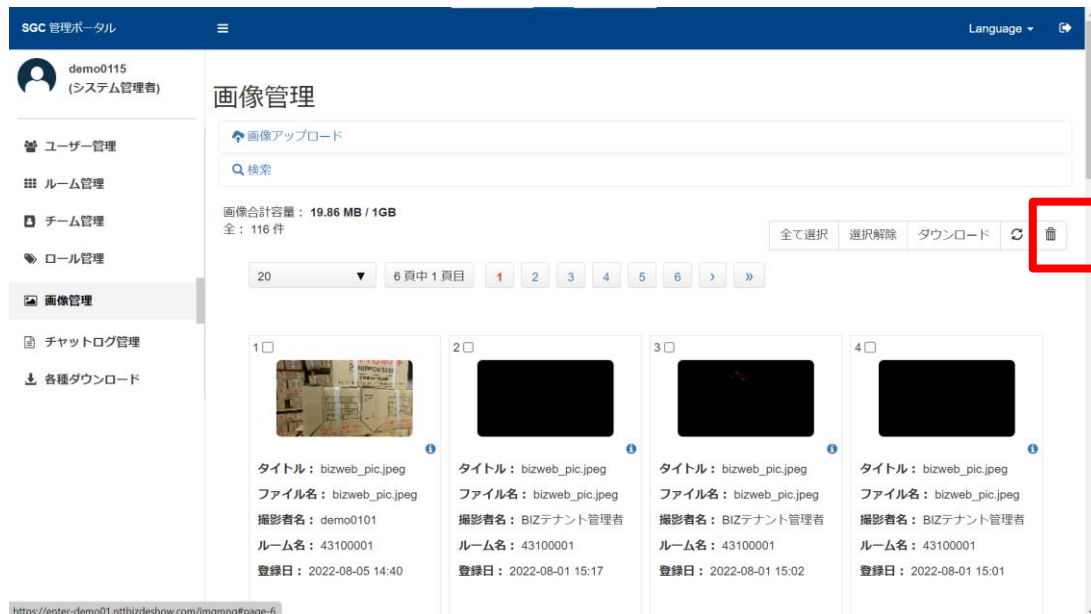 SGC 管理ポータル
Language
demo0115
(システム管理者)
画像管理
画像アップロード
検索
ユーザー管理
ルーム管理
チーム管理
ロール管理
画像管理
チャットログ管理
各種ダウンロード
画像合計容量： 19.86 MB / 1GB
全： 116 件
全て選択 選択解除 ダウンロード
20 6 頁中 1 頁目 1 2 3 4 5 6 › »
1
タイトル： bizweb_pic.jpeg
ファイル名： bizweb_pic.jpeg
撮影者名： demo0101
ルーム名： 43100001
登録日： 2022-08-05 14:40
2
タイトル： bizweb_pic.jpeg
ファイル名： bizweb_pic.jpeg
撮影者名： BIZテナント管理者
ルーム名： 43100001
登録日： 2022-08-01 15:17
3
タイトル： bizweb_pic.jpeg
ファイル名： bizweb_pic.jpeg
撮影者名： BIZテナント管理者
ルーム名： 43100001
登録日： 2022-08-01 15:02
4
タイトル： bizweb_pic.jpeg
ファイル名： bizweb_pic.jpeg
撮影者名： BIZテナント管理者
ルーム名： 43100001
登録日： 2022-08-01 15:01
https://enter-demo01.nttbizdeshow.com/imgmng#page-6